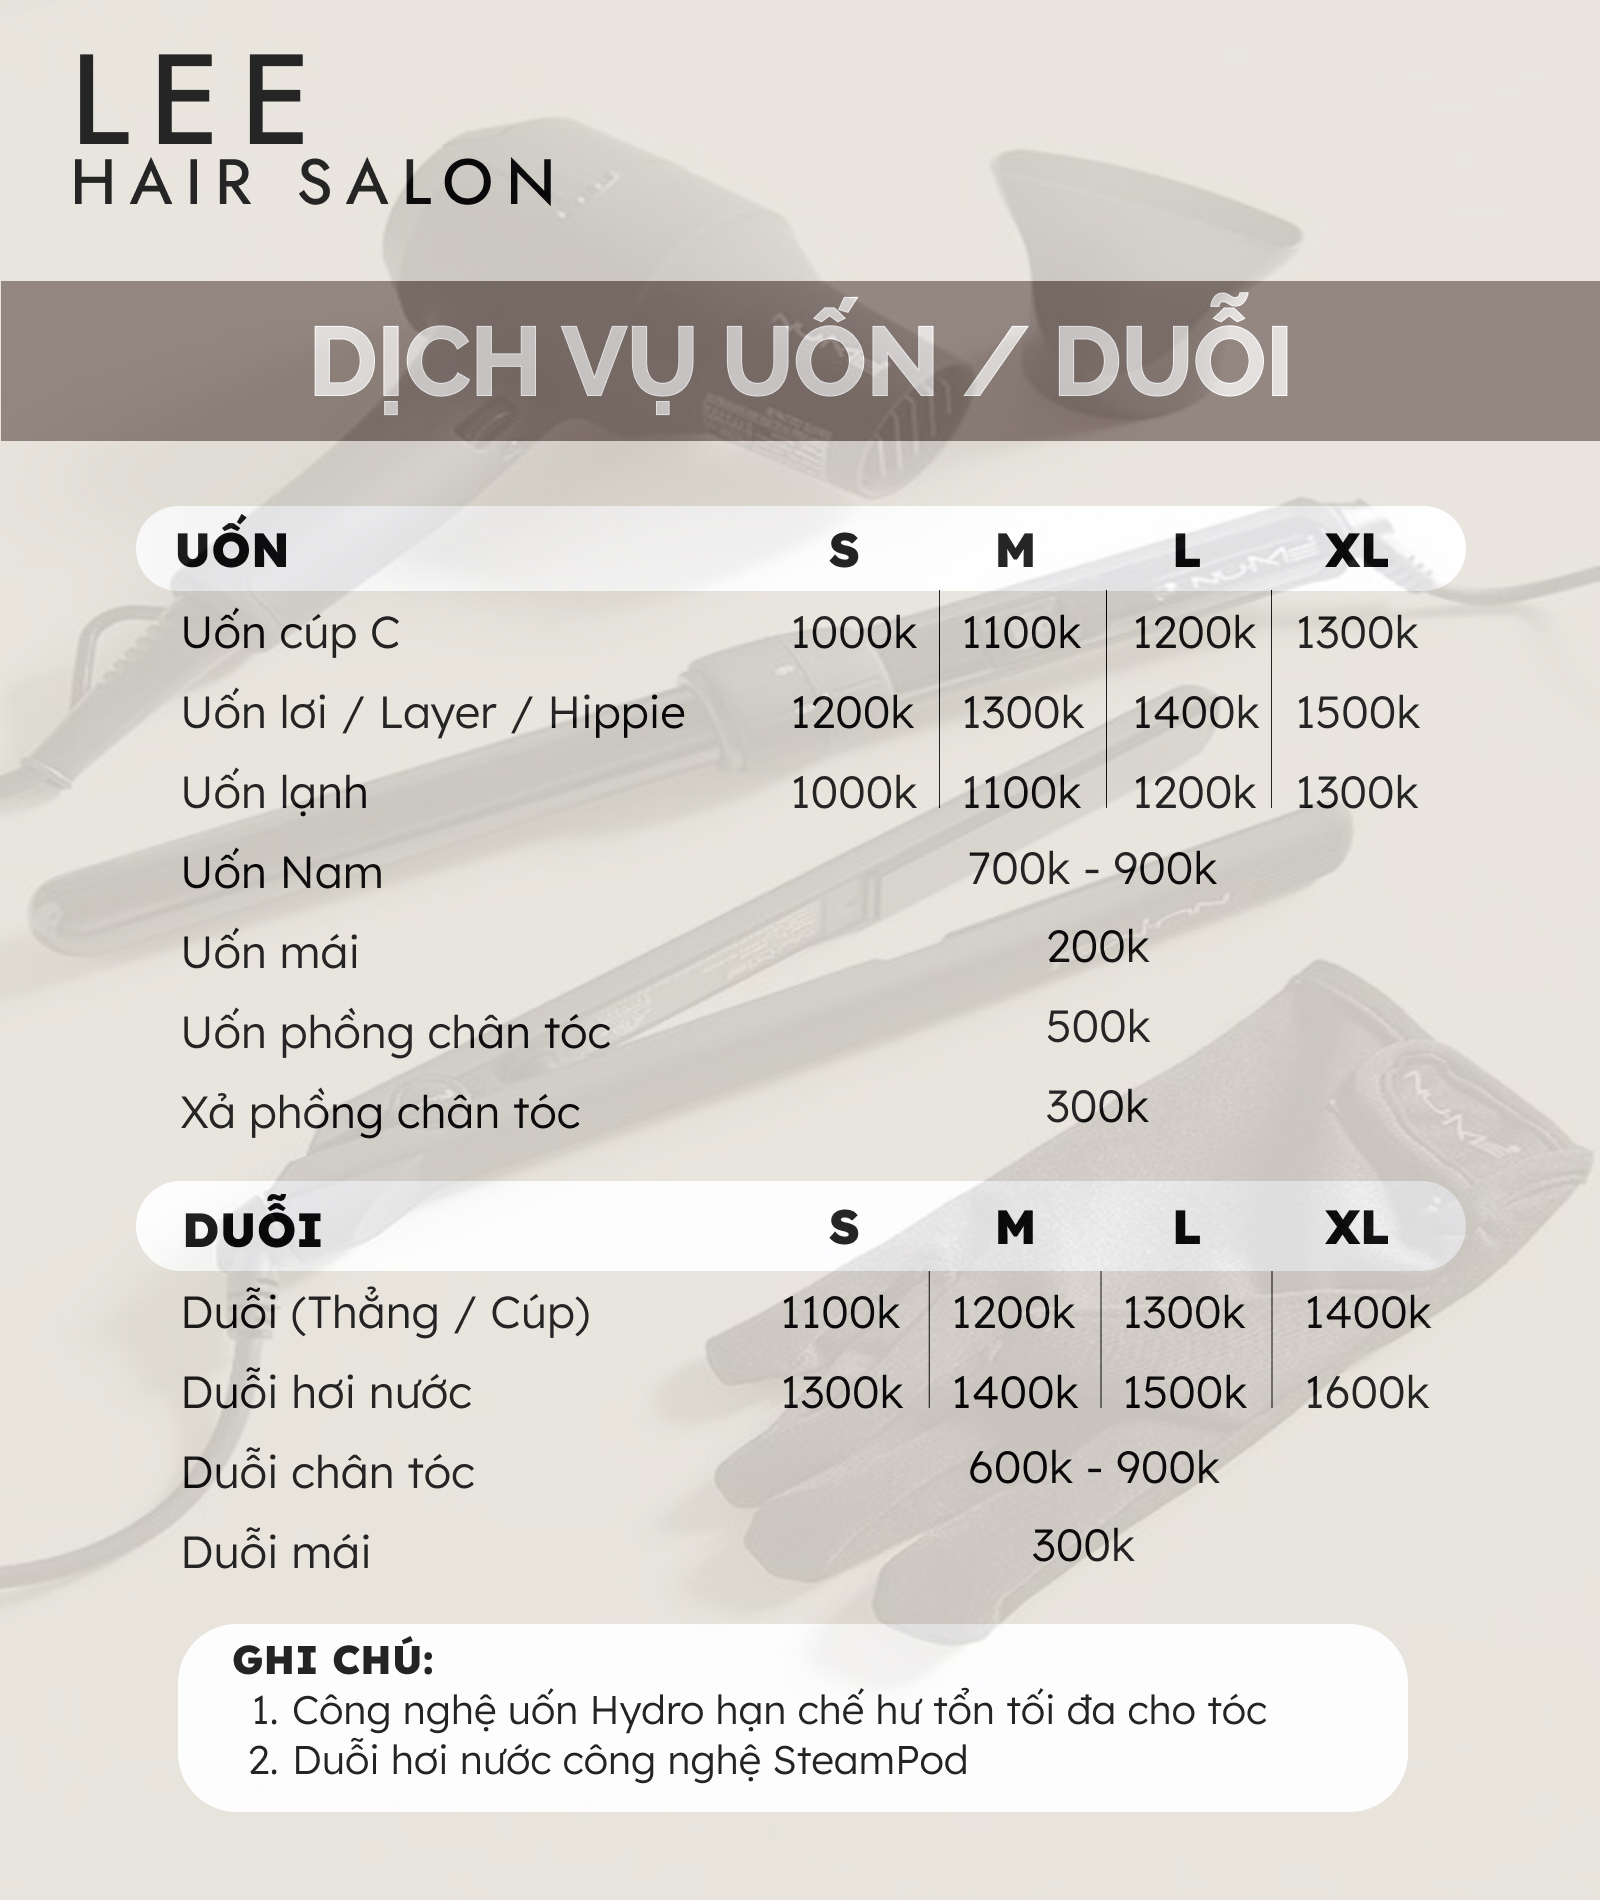 LEE
HAIR SALON
DỊCH VỤ UỐN / DUỖI
UỐN S M L XL
Uốn cúp C 1000k 1100k 1200k 1300k
Uốn lơi / Layer / Hippie 1200k 1300k 1400k 1500k
Uốn lạnh 1000k 1100k 1200k 1300k
Uốn Nam 700k - 900k
Uốn mái 200k
Uốn phồng chân tóc 500k
Xả phồng chân tóc 300k
DUỖI S M L XL
Duỗi (Thẳng / Cúp) 1100k 1200k 1300k 1400k
Duỗi hơi nước 1300k 1400k 1500k 1600k
Duỗi chân tóc 600k - 900k
Duỗi mái 300k
GHI CHÚ:
1. Công nghệ uốn Hydro hạn chế hư tổn tối đa cho tóc
2. Duỗi hơi nước công nghệ SteamPod
NUME
NUME